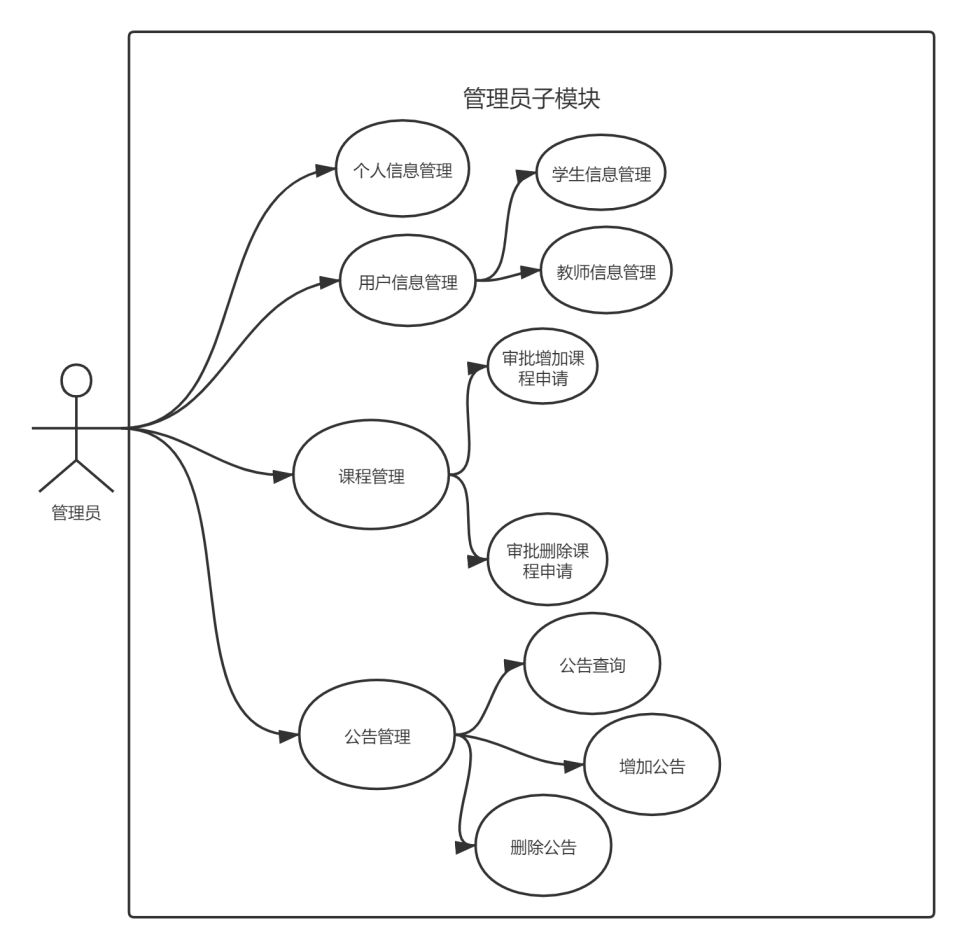 管理员子模块
个人信息管理
学生信息管理
用户信息管理
教师信息管理
审批增加课
程申请
管理员
课程管理
审批删除课
程申请
公告查询
公告管理
增加公告
删除公告